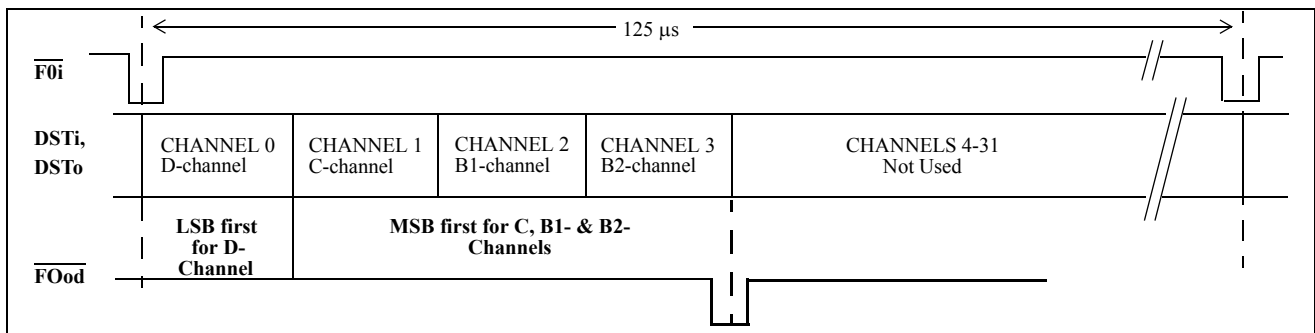 125 μs
F0i
DSTi,
DSTo
CHANNEL 0
D-channel
CHANNEL 1
C-channel
CHANNEL 2
B1-channel
CHANNEL 3
B2-channel
CHANNELS 4-31
Not Used
LSB first
for D-
Channel
MSB first for C, B1- & B2-
Channels
FOod